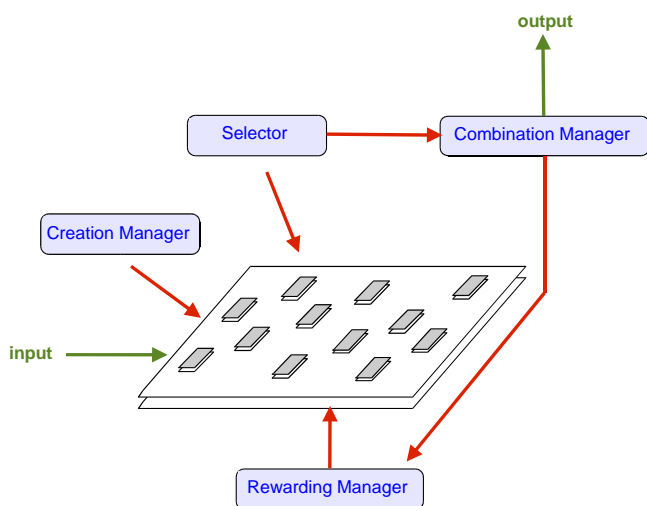 output
Selector
Combination Manager
Creation Manager
input
Rewarding Manager